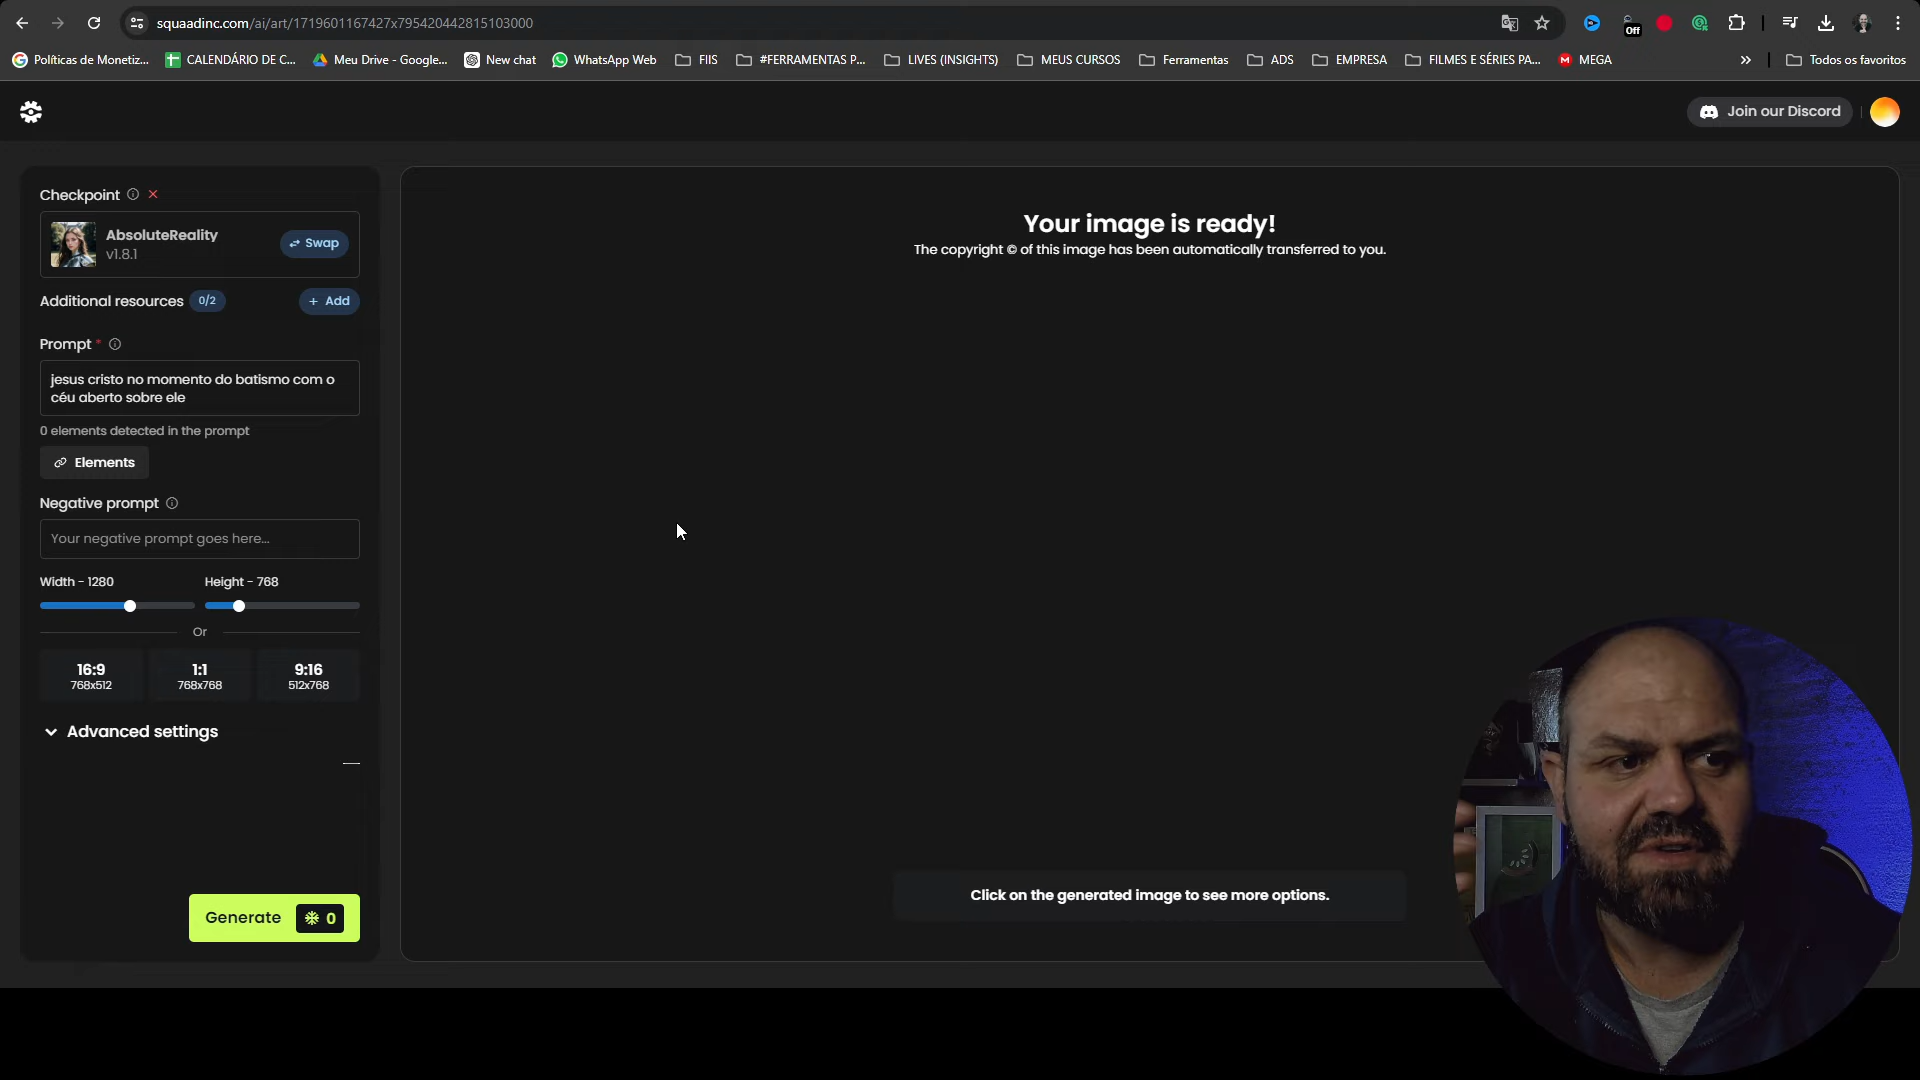 squaadinc.com/ai/art/1719601167427x795420442815103000
Off
Políticas de Monetiz...
CALENDÁRIO DE C...
Meu Drive - Google...
New chat
WhatsApp Web
FIIS
#FERRAMENTAS P...
LIVES (INSIGHTS)
MEUS CURSOS
Ferramentas
ADS
EMPRESA
FILMES E SÉRIES PA...
M MEGA
»
Todos os favoritos
Join our Discord
Checkpoint
AbsoluteReality
v1.8.1
Swap
Additional resources 0/2
+ Add
Prompt *
jesus cristo no momento do batismo com o
céu aberto sobre ele
0 elements detected in the prompt
Elements
Negative prompt
Your negative prompt goes here...
Width - 1280
Height - 768
Or
16:9
768x512
1:1
768x768
9:16
512x768
Advanced settings
Generate 0
Your image is ready!
The copyright © of this image has been automatically transferred to you.
Click on the generated image to see more options.